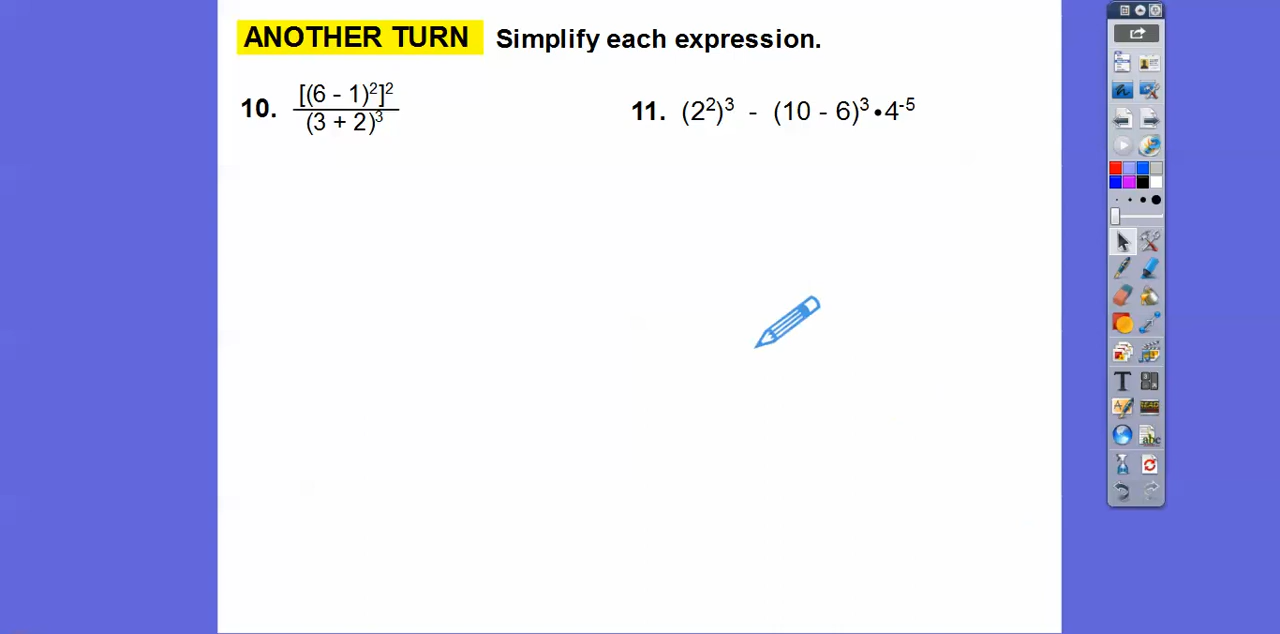 ANOTHER TURN Simplify each expression.
10. [(6 - 1)²]² / (3 + 2)³
11. (2²)³ - (10 - 6)³ • 4⁻⁵